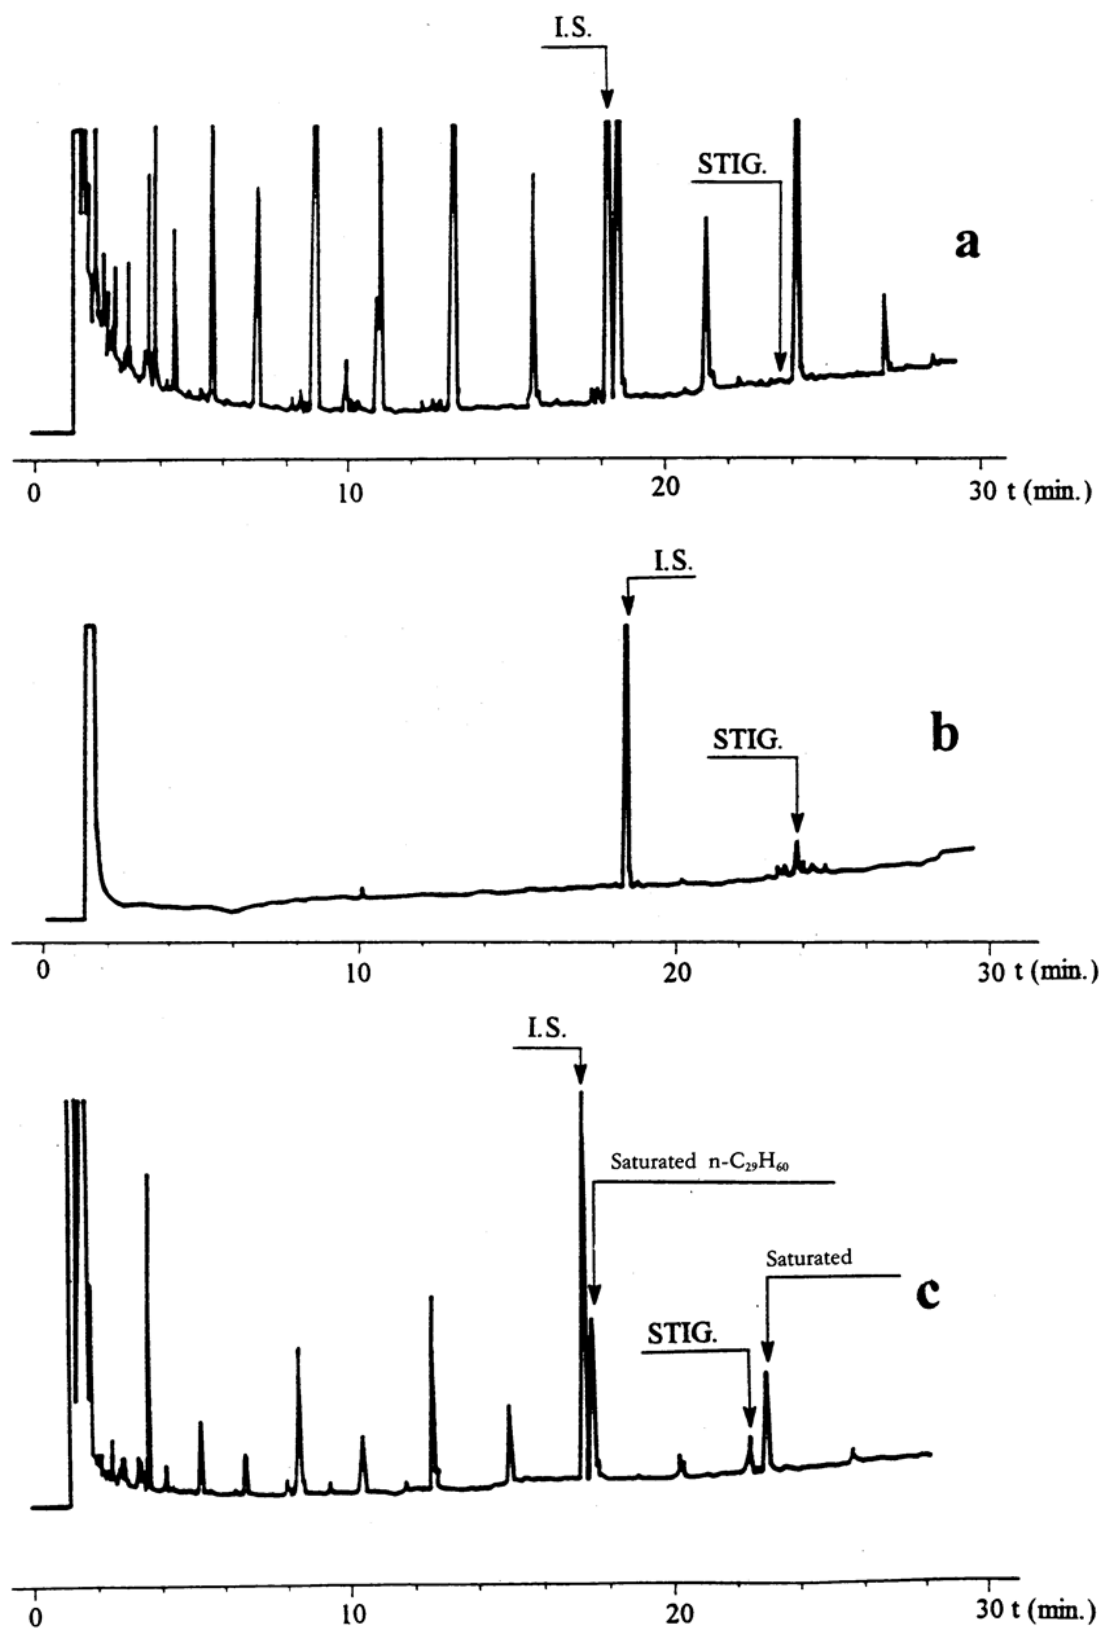 I.S.
STIG.
a
0 10 20 30 t (min.)
I.S.
STIG.
b
0 10 20 30 t (min.)
I.S.
Saturated n-C₂₉H₆₀
Saturated
c
STIG.
0 10 20 30 t (min.)